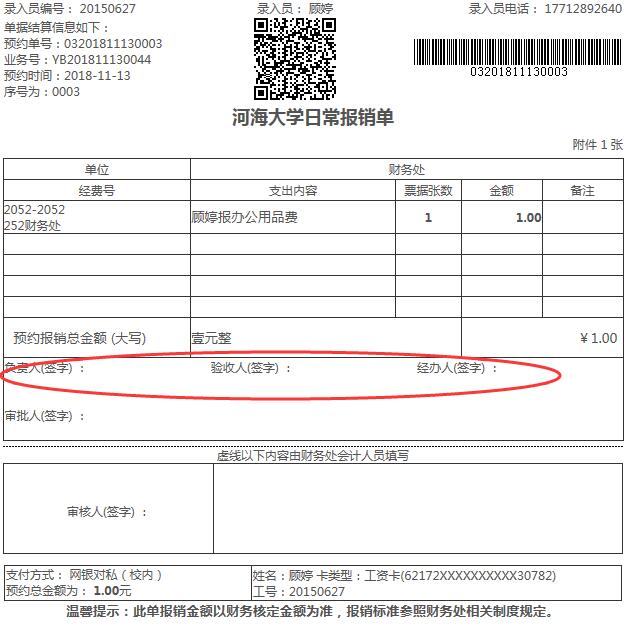 录入员编号： 20150627 录入员： 顾婷 录入员电话： 17712892640
单据结算信息如下：
预约单号：03201811130003
业务号：YB201811130044
预约时间：2018-11-13
序号为：0003
03201811130003
河海大学日常报销单
附件 1 张
单位 财务处
经费号 支出内容 票据张数 金额 备注
2052-2052
252财务处 顾婷报办公用品费 1 1.00
预约报销总金额 (大写) 壹元整 ￥1.00
负责人(签字) ： 验收人(签字) ： 经办人(签字) ：
审批人(签字) ：
虚线以下内容由财务处会计人员填写
审核人(签字) ：
支付方式： 网银对私（校内） 姓名：顾婷 卡类型：工资卡(62172XXXXXXXXXX30782)
预约总金额为： 1.00元 工号：20150627
温馨提示：此单报销金额以财务核定金额为准，报销标准参照财务处相关制度规定。